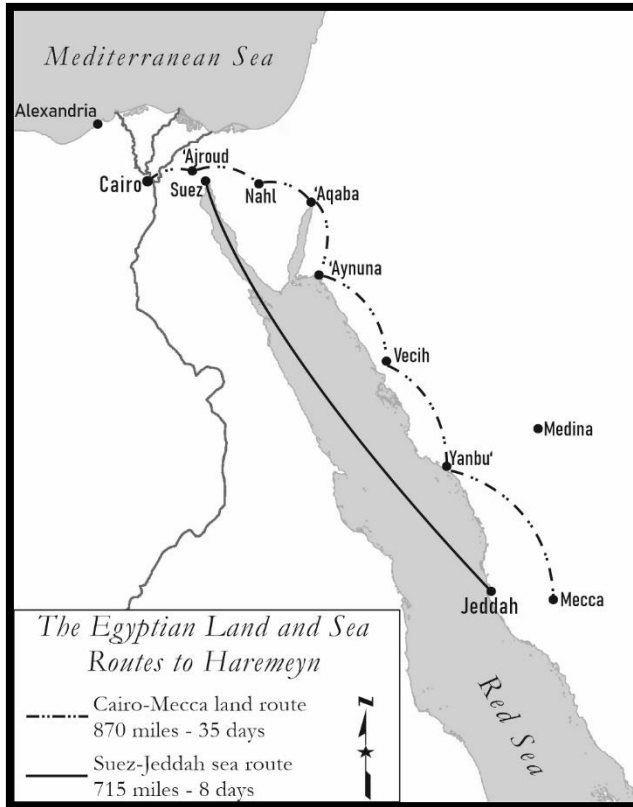 Mediterranean Sea
Alexandria
'Ajroud
Cairo
Suez
Nahl
'Aqaba
'Aynuna
Vecih
Medina
Yanbu'
Jeddah
Mecca
Red Sea
The Egyptian Land and Sea
Routes to Haremeyn
Cairo-Mecca land route
870 miles - 35 days
Suez-Jeddah sea route
715 miles - 8 days
N